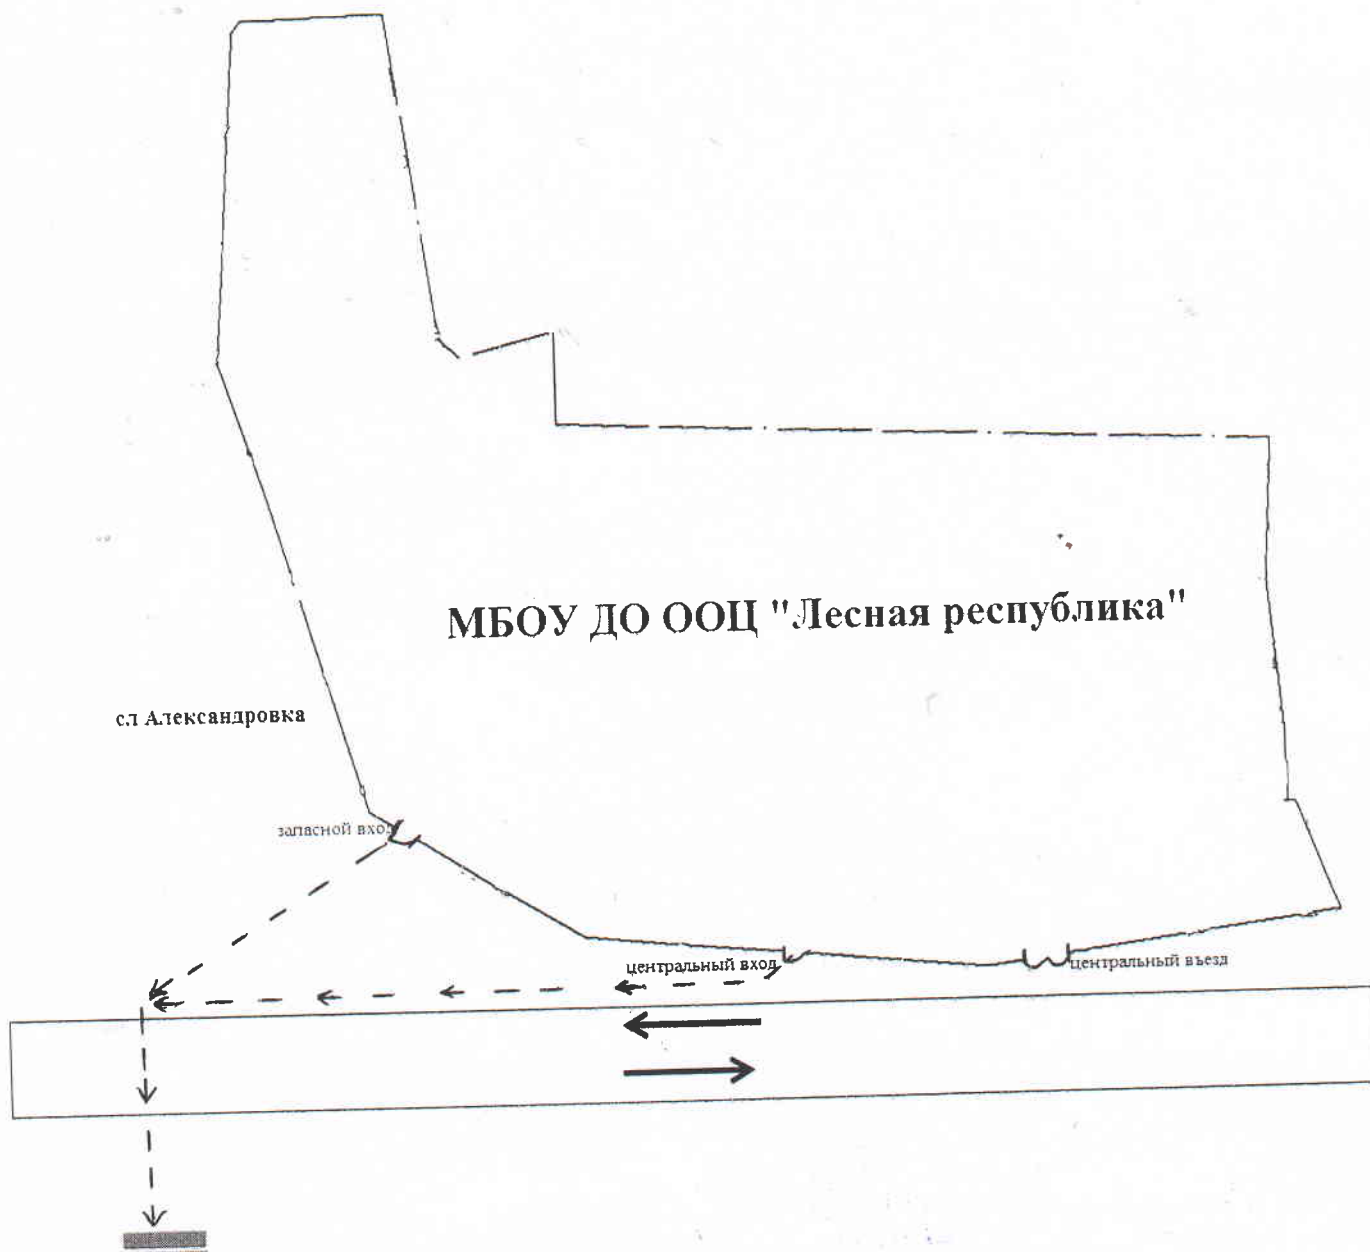 МБОУ ДО ООЦ "Лесная республика"
сл Александровка
запасной вход
центральный вход
центральный въезд